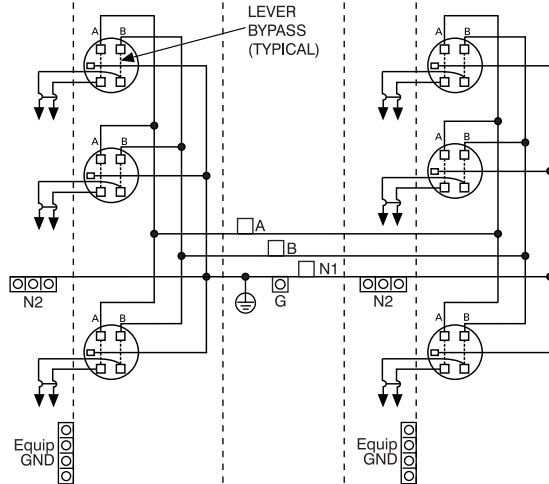 LEVER
BYPASS
(TYPICAL)
A B
A B
A B
A B
A
B
N1
N2
G
N2
A B
A B
Equip
GND
Equip
GND